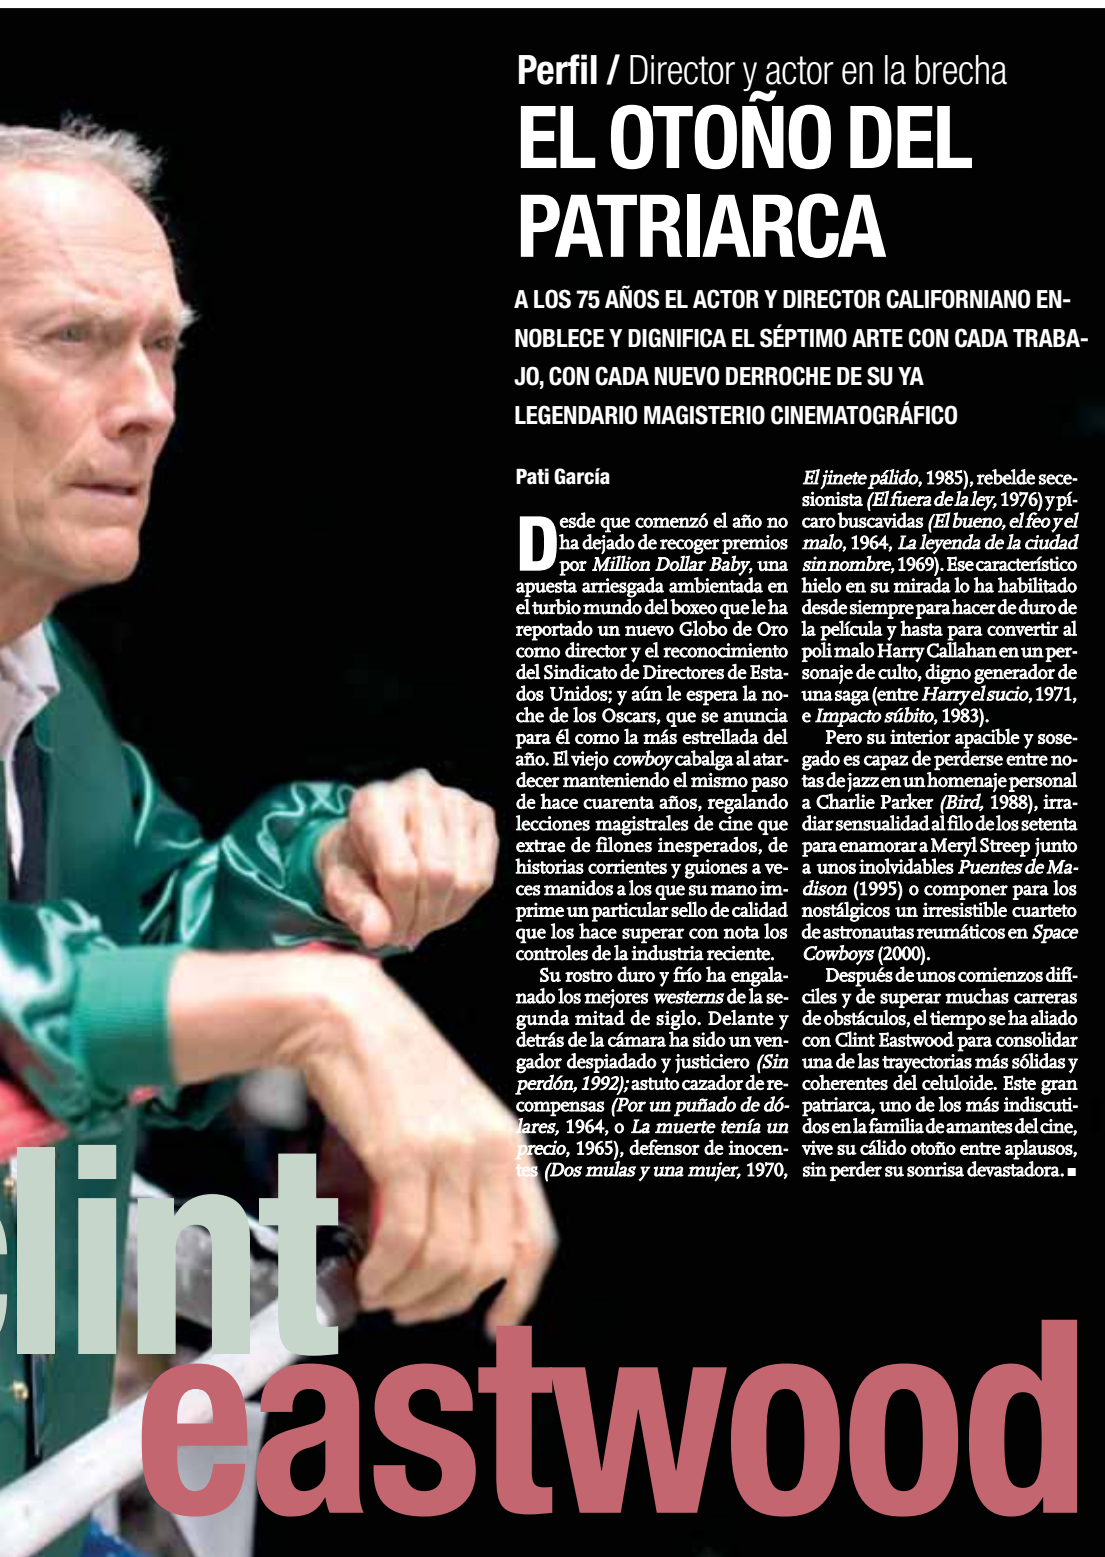 Perfil / Director y actor en la brecha
EL OTOÑO DEL
PATRIARCA
A LOS 75 AÑOS EL ACTOR Y DIRECTOR CALIFORNIANO EN-
NOBLECE Y DIGNIFICA EL SÉPTIMO ARTE CON CADA TRABA-
JO, CON CADA NUEVO DERROCHE DE SU YA
LEGENDARIO MAGISTERIO CINEMATOGRÁFICO
Pati García
Desde que comenzó el año no
ha dejado de recoger premios
por Million Dollar Baby, una
apuesta arriesgada ambientada en
el turbio mundo del boxeo que le ha
reportado un nuevo Globo de Oro
como director y el reconocimiento
del Sindicato de Directores de Esta-
dos Unidos; y aún le espera la no-
che de los Oscars, que se anuncia
para él como la más estrellada del
año. El viejo cowboy cabalga al atar-
decer manteniendo el mismo paso
de hace cuarenta años, regalando
lecciones magistrales de cine que
extrae de filones inesperados, de
historias corrientes y guiones a ve-
ces manidos a los que su mano im-
prime un particular sello de calidad
que los hace superar con nota los
controles de la industria reciente.
Su rostro duro y frío ha engala-
nado los mejores westerns de la se-
gunda mitad de siglo. Delante y
detrás de la cámara ha sido un ven-
gador despiadado y justiciero (Sin
perdón, 1992); astuto cazador de re-
compensas (Por un puñado de dó-
lares, 1964, o La muerte tenía un
precio, 1965), defensor de inocen-
tes (Dos mulas y una mujer, 1970,
El jinete pálido, 1985), rebelde sece-
sionista (El fuera de la ley, 1976) y pí-
caro buscavidas (El bueno, el feo y el
malo, 1964, La leyenda de la ciudad
sin nombre, 1969). Ese característico
hielo en su mirada lo ha habilitado
desde siempre para hacer de duro de
la película y hasta para convertir al
poli malo Harry Callahan en un per-
sonaje de culto, digno generador de
una saga (entre Harry el sucio, 1971,
e Impacto súbito, 1983).
Pero su interior apacible y sose-
gado es capaz de perderse entre no-
tas de jazz en un homenaje personal
a Charlie Parker (Bird, 1988), irra-
diar sensualidad al filo de los setenta
para enamorar a Meryl Streep junto
a unos inolvidables Puentes de Ma-
dison (1995) o componer para los
nostálgicos un irresistible cuarteto
de astronautas reumáticos en Space
Cowboys (2000).
Después de unos comienzos difí-
ciles y de superar muchas carreras
de obstáculos, el tiempo se ha aliado
con Clint Eastwood para consolidar
una de las trayectorias más sólidas y
coherentes del celuloide. Este gran
patriarca, uno de los más indiscuti-
dos en la familia de amantes del cine,
vive su cálido otoño entre aplausos,
sin perder su sonrisa devastadora. ■
clint
eastwood